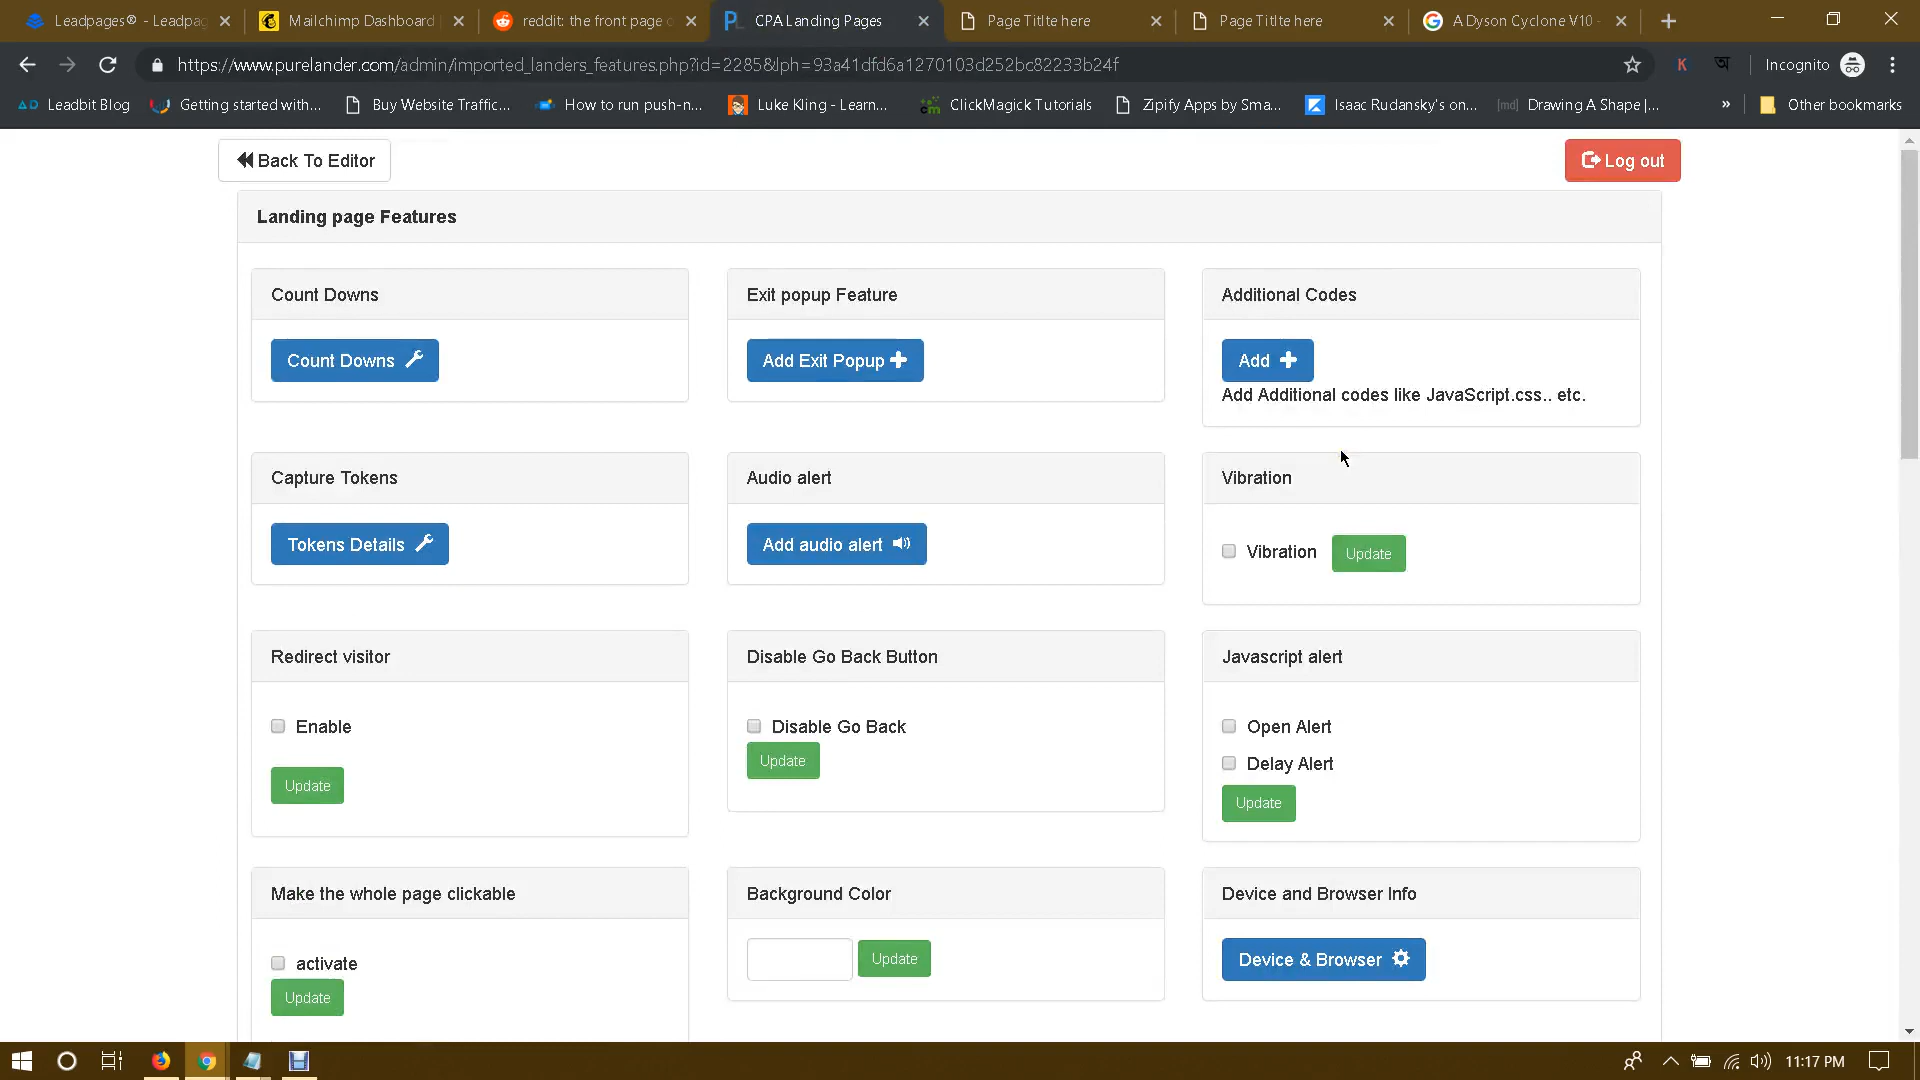 Leadpages® - Leadpag
Mailchimp Dashboard
reddit: the front page o
CPA Landing Pages
Page Titlte here
Page Titlte here
A Dyson Cyclone V10 -
https://www.purelander.com/admin/imported_landers_features.php?id=2285&lph=93a41dfd6a1270103d252bc82233b24f
Incognito
Leadbit Blog
Getting started with...
Buy Website Traffic...
How to run push-n...
Luke Kling - Learn...
ClickMagick Tutorials
Zipify Apps by Sma...
Isaac Rudansky's on...
[md] Drawing A Shape |...
»
Other bookmarks
Back To Editor
Log out
Landing page Features
Count Downs
Exit popup Feature
Additional Codes
Count Downs
Add Exit Popup
Add
Add Additional codes like JavaScript.css.. etc.
Capture Tokens
Audio alert
Vibration
Tokens Details
Add audio alert
Vibration
Update
Redirect visitor
Disable Go Back Button
Javascript alert
Enable
Disable Go Back
Open Alert
Delay Alert
Update
Update
Update
Make the whole page clickable
Background Color
Device and Browser Info
activate
Update
Update
Device & Browser
11:17 PM